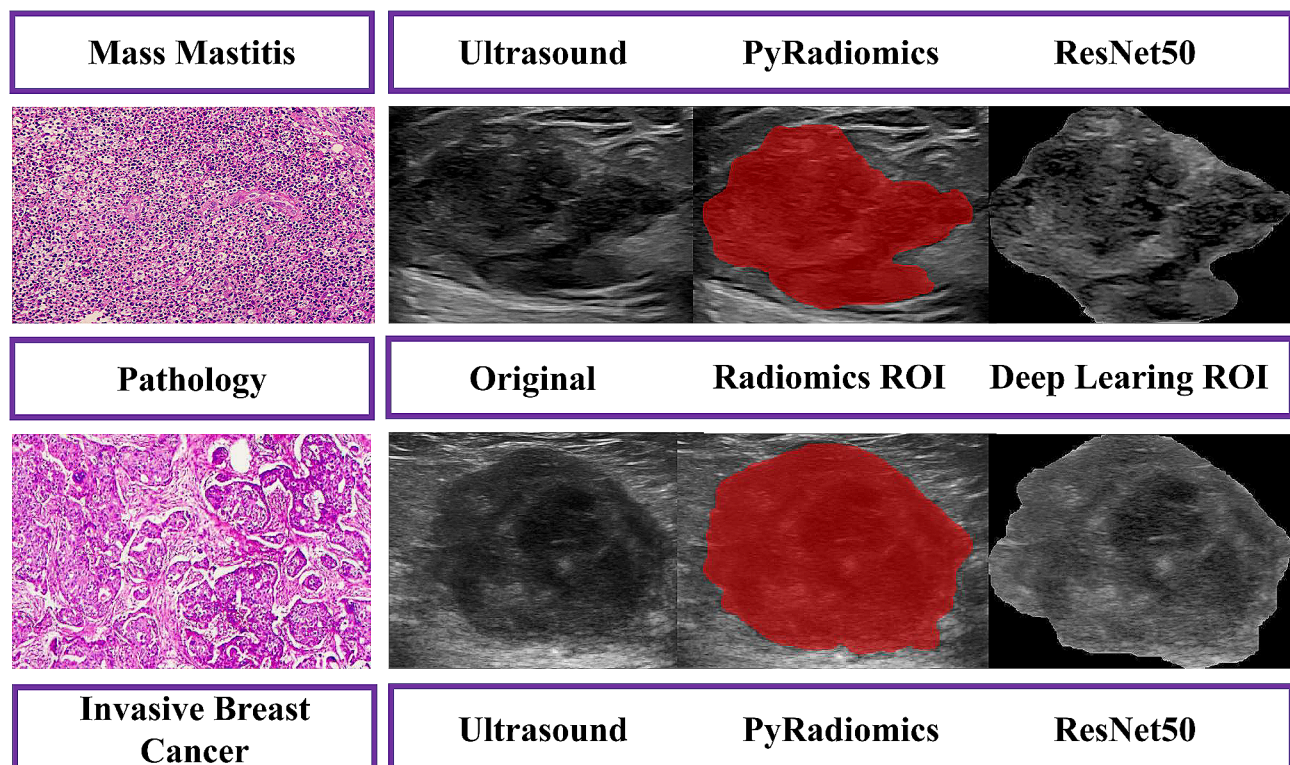 Mass Mastitis
Ultrasound PyRadiomics ResNet50
Pathology
Original Radiomics ROI Deep Learing ROI
Invasive Breast
Cancer
Ultrasound PyRadiomics ResNet50